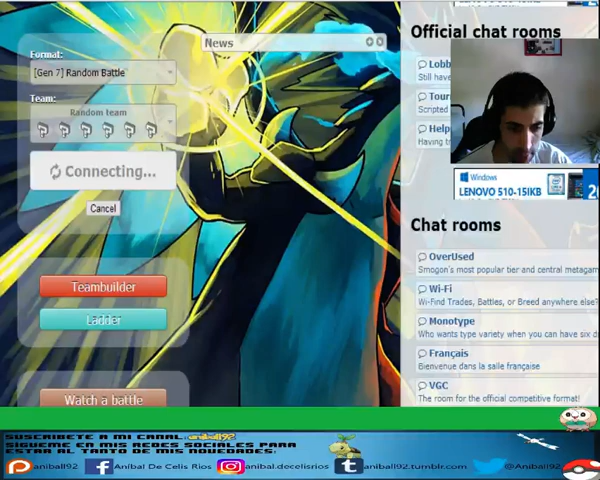 News
Format:
[Gen 7] Random Battle
Team:
Random team
Connecting...
Cancel
Teambuilder
Ladder
Watch a battle
Official chat rooms
Lobb
Still have
Tour
Scripted
Help
Having t
Windows
LENOVO 510-15IKB
Chat rooms
OverUsed
Smogon's most popular tier and central metagam
Wi-Fi
Wi-Find Trades, Battles, or Breed anywhere else?
Monotype
Who wants type variety when you can have six d
Français
Bienvenue dans la salle française
VGC
The room for the official competitive format!
SUSCRIBETE A MI CANAL: anibal192
SIGUEME EN MIS REDES SOCIALES PARA
ESTAR AL TANTO DE MIS NOVEDADES:
aniball92
Aníbal De Celis Rios
anibal.decelisrios
aniball92.tumblr.com
@Anibal92